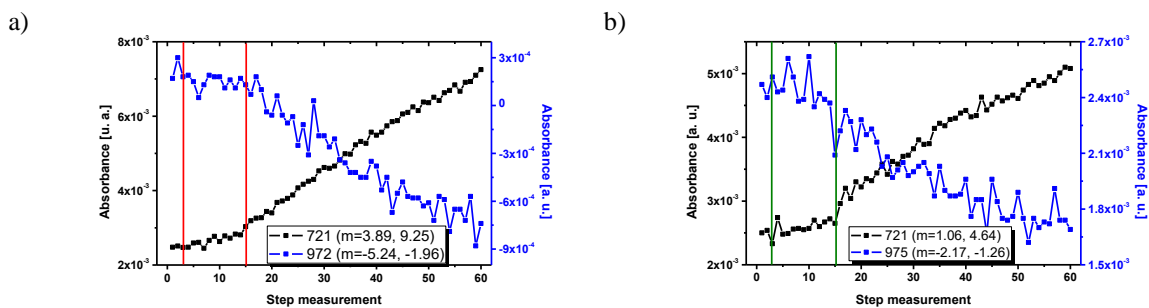 a)
b)
8x10⁻³
6x10⁻³
4x10⁻³
2x10⁻³
Absorbance [u. a.]
3x10⁻⁴
0
-3x10⁻⁴
-6x10⁻⁴
-9x10⁻⁴
Absorbance [a. u.]
0 10 20 30 40 50 60
Step measurement
721 (m=3.89, 9.25)
972 (m=-5.24, -1.96)
5x10⁻³
4x10⁻³
3x10⁻³
2x10⁻³
Absorbance [a. u.]
2.7x10⁻³
2.4x10⁻³
2.1x10⁻³
1.8x10⁻³
1.5x10⁻³
Absorbance [a. u.]
0 10 20 30 40 50 60
Step measurement
721 (m=1.06, 4.64)
975 (m=-2.17, -1.26)